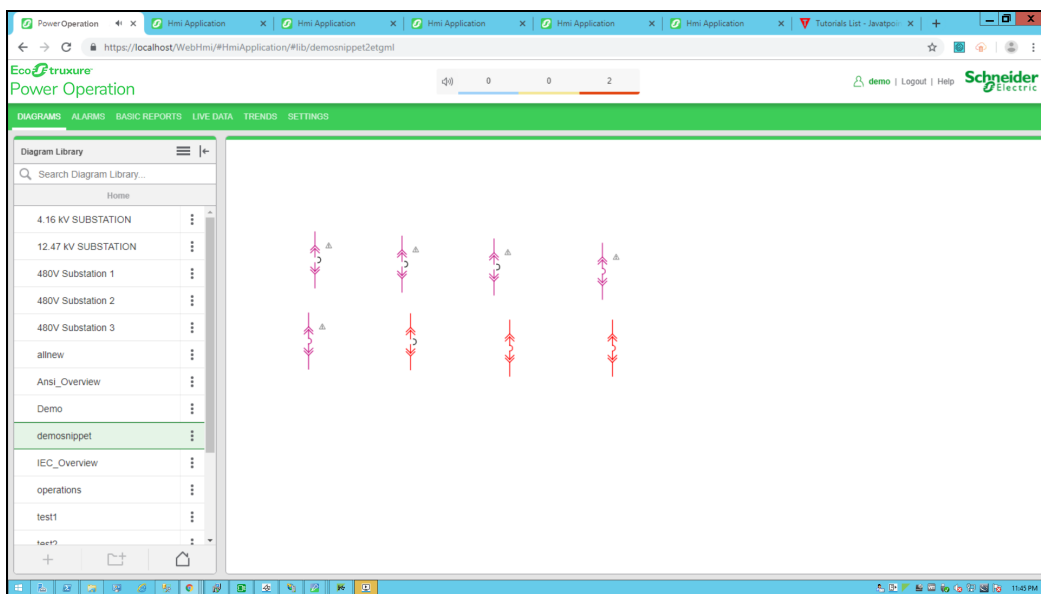 PowerOperation
Hmi Application
Hmi Application
Hmi Application
Hmi Application
Hmi Application
Tutorials List - Javatpoi
https://localhost/WebHmi/#HmiApplication/#lib/demosnippet2etgml
EcoStruxure
Power Operation
0 0 2
demo | Logout | Help
Schneider
Electric
DIAGRAMS ALARMS BASIC REPORTS LIVE DATA TRENDS SETTINGS
Diagram Library
Search Diagram Library...
Home
4.16 kV SUBSTATION
12.47 kV SUBSTATION
480V Substation 1
480V Substation 2
480V Substation 3
allnew
Ansi_Overview
Demo
demosnippet
IEC_Overview
operations
test1
test2
11:45 PM